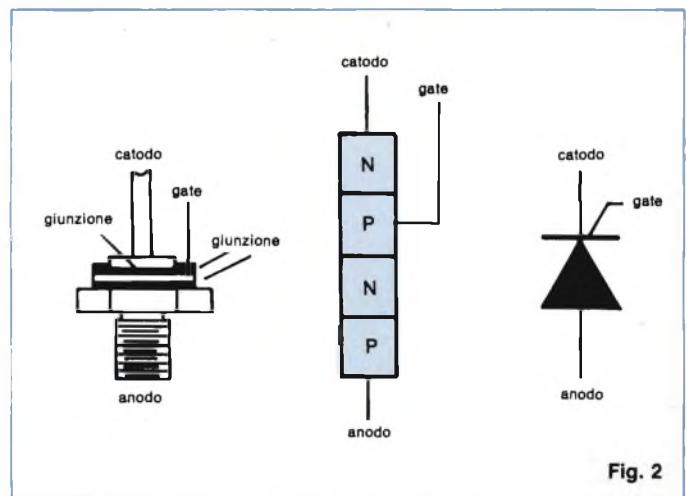 catodo
gate
giunzione
giunzione
anodo
catodo
gate
N
P
N
P
anodo
catodo
gate
anodo
Fig. 2